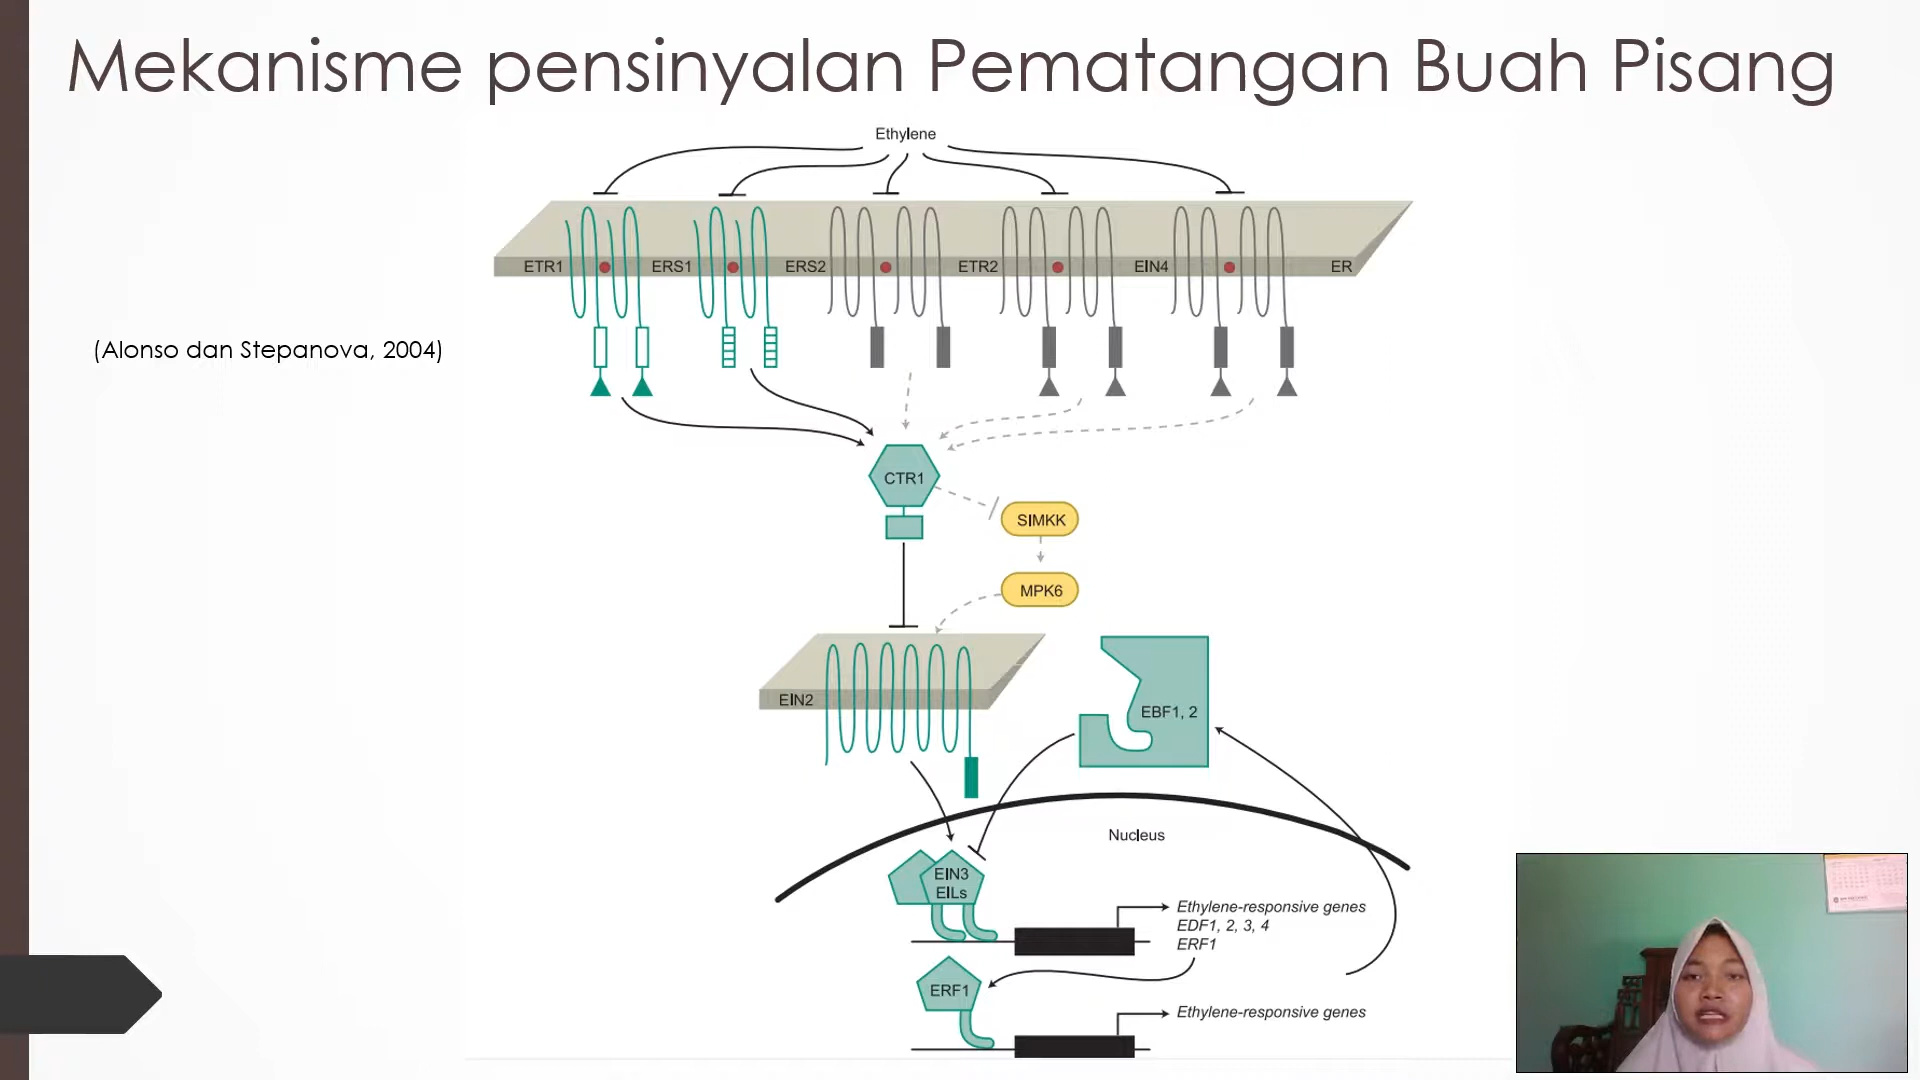 Mekanisme pensinyalan Pematangan Buah Pisang
Ethylene
ETR1
ERS1
ERS2
ETR2
EIN4
ER
(Alonso dan Stepanova, 2004)
CTR1
SIMKK
MPK6
EIN2
EBF1, 2
Nucleus
EIN3
EILs
Ethylene-responsive genes
EDF1, 2, 3, 4
ERF1
ERF1
Ethylene-responsive genes